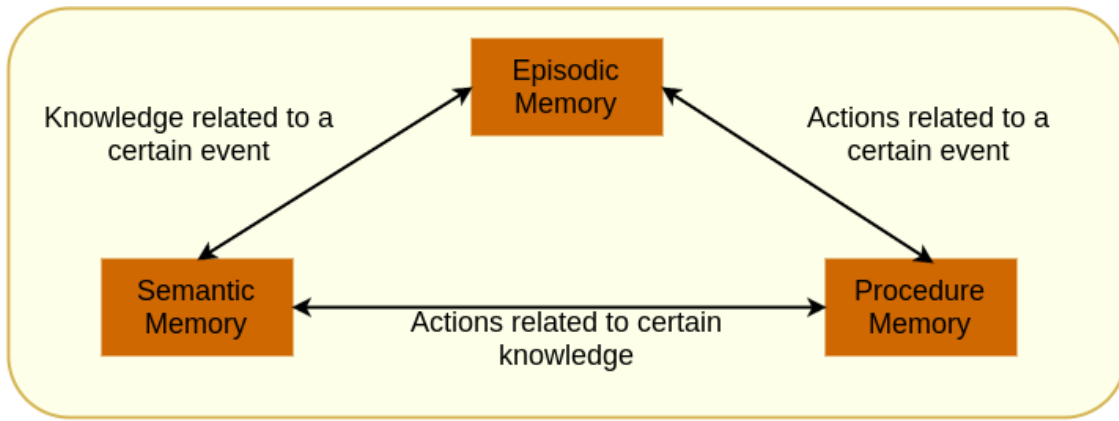 Episodic
Memory
Knowledge related to a
certain event
Actions related to a
certain event
Semantic
Memory
Procedure
Memory
Actions related to certain
knowledge